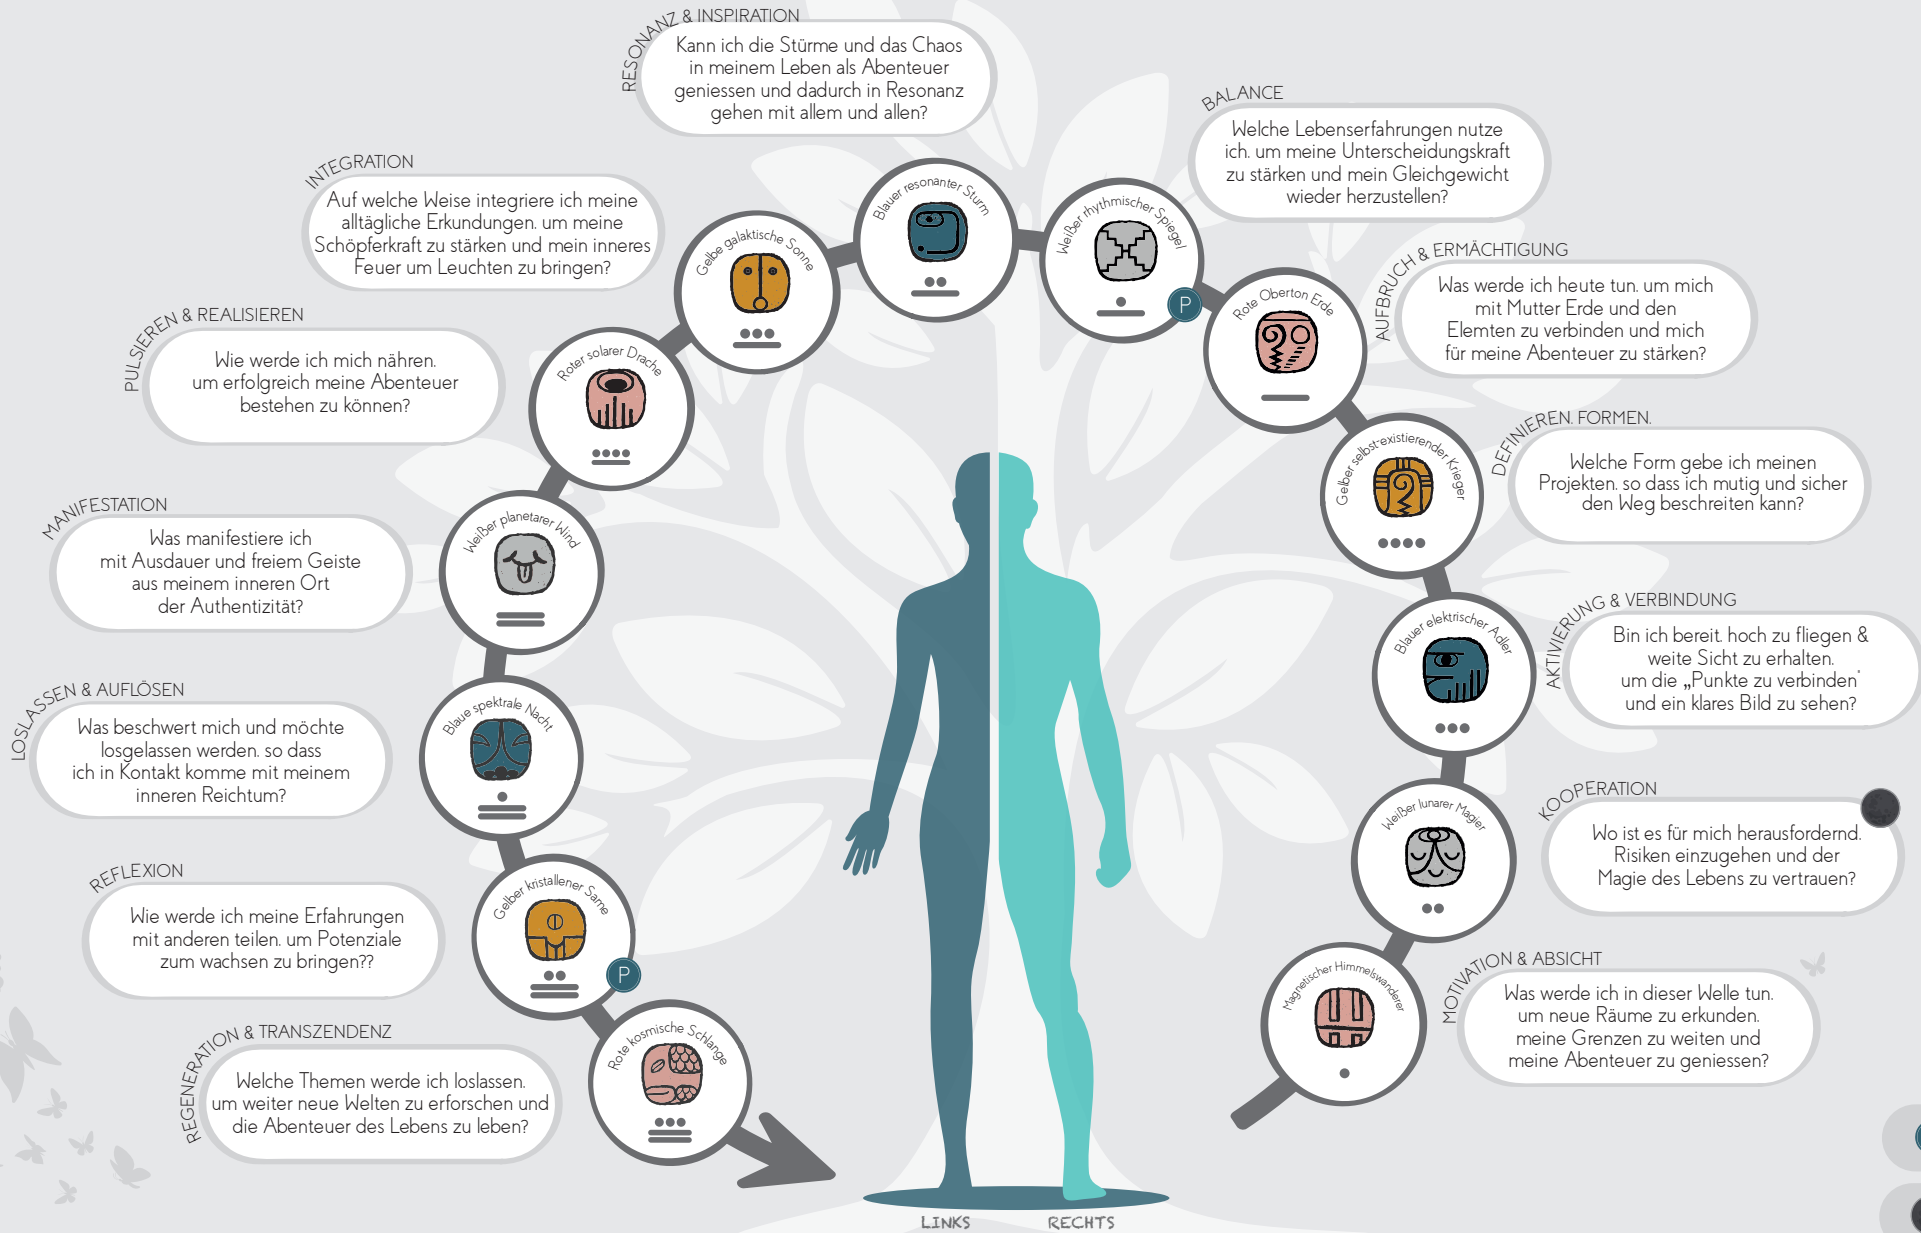 RESONANZ & INSPIRATION
Kann ich die Stürme und das Chaos
in meinem Leben als Abenteuer
geniessen und dadurch in Resonanz
gehen mit allem und allen?
BALANCE
Welche Lebenserfahrungen nutze
ich. um meine Unterscheidungskraft
zu stärken und mein Gleichgewicht
wieder herzustellen?
INTEGRATION
Auf welche Weise integriere ich meine
alltägliche Erkundungen. um meine
Schöpferkraft zu stärken und mein inneres
Feuer um Leuchten zu bringen?
AUFBRUCH & ERMÄCHTIGUNG
Was werde ich heute tun. um mich
mit Mutter Erde und den
Elemten zu verbinden und mich
für meine Abenteuer zu stärken?
PULSIEREN & REALISIEREN
Wie werde ich mich nähren.
um erfolgreich meine Abenteuer
bestehen zu können?
DEFINIEREN. FORMEN.
Welche Form gebe ich meinen
Projekten. so dass ich mutig und sicher
den Weg beschreiten kann?
MANIFESTATION
Was manifestiere ich
mit Ausdauer und freiem Geiste
aus meinem inneren Ort
der Authentizität?
AKTIVIERUNG & VERBINDUNG
Bin ich bereit. hoch zu fliegen &
weite Sicht zu erhalten.
um die „Punkte zu verbinden"
und ein klares Bild zu sehen?
LOSLASSEN & AUFLÖSEN
Was beschwert mich und möchte
losgelassen werden. so dass
ich in Kontakt komme mit meinem
inneren Reichtum?
KOOPERATION
Wo ist es für mich herausfordernd.
Risiken einzugehen und der
Magie des Lebens zu vertrauen?
REFLEXION
Wie werde ich meine Erfahrungen
mit anderen teilen. um Potenziale
zum wachsen zu bringen??
MOTIVATION & ABSICHT
Was werde ich in dieser Welle tun.
um neue Räume zu erkunden.
meine Grenzen zu weiten und
meine Abenteuer zu geniessen?
REGENERATION & TRANSZENDENZ
Welche Themen werde ich loslassen.
um weiter neue Welten zu erforschen und
die Abenteuer des Lebens zu leben?
Blauer resonanter Sturm
Weißer rhythmischer Spiegel
P
Gelbe galaktische Sonne
Rote Oberton Erde
Roter solarer Drache
Gelber selbst-existierender Krieger
Weißer planetarer Wind
Blauer elektrischer Adler
Blaue spektrale Nacht
Weißer lunarer Magier
Gelber kristallener Same
P
Magnetischer Himmelswanderer
Rote kosmische Schlange
LINKS
RECHTS